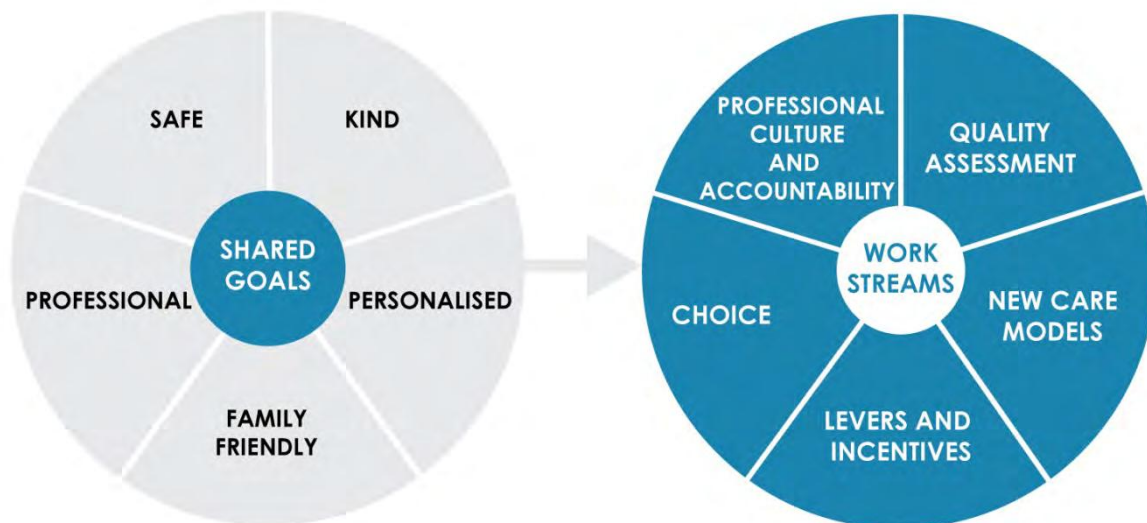 SAFE
KIND
SHARED
GOALS
PROFESSIONAL
PERSONALISED
FAMILY
FRIENDLY
PROFESSIONAL
CULTURE
AND
ACCOUNTABILITY
QUALITY
ASSESSMENT
WORK
STREAMS
CHOICE
NEW CARE
MODELS
LEVERS AND
INCENTIVES